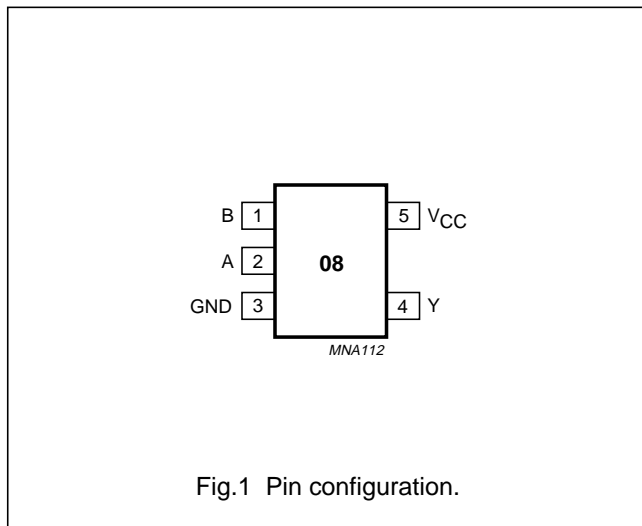 B 1 5 VCC
A 2 08
GND 3 4 Y
MNA112
Fig.1 Pin configuration.